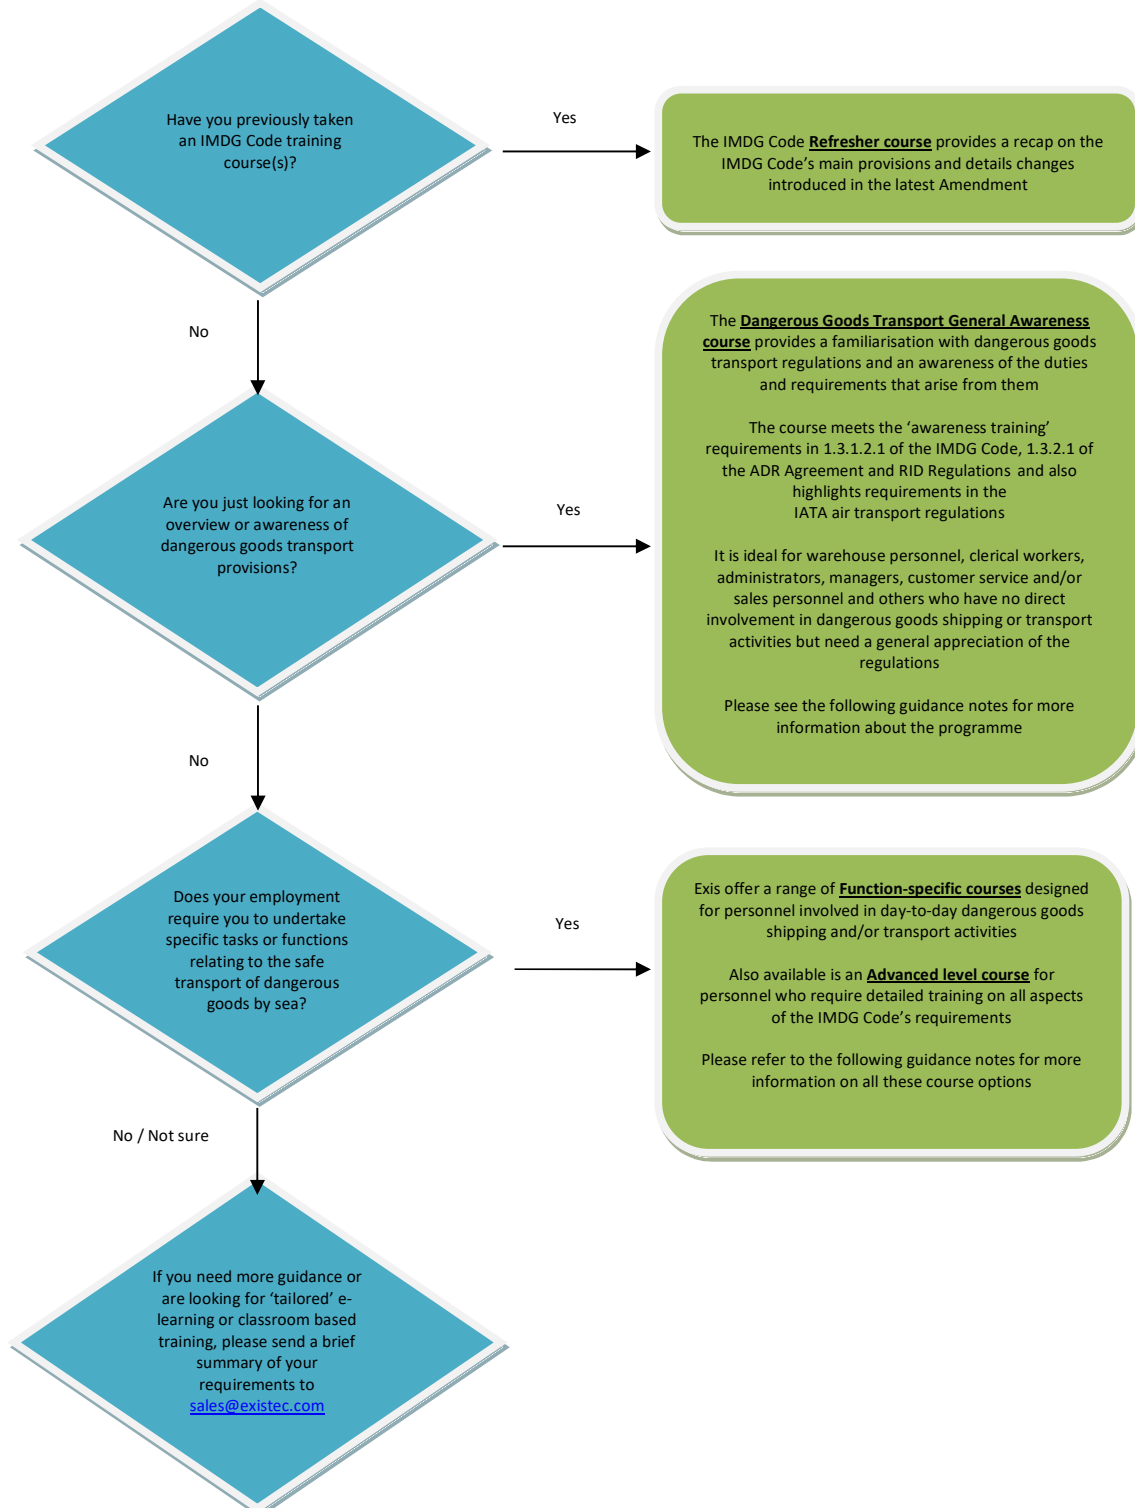 Have you previously taken
an IMDG Code training
course(s)?
Yes
The IMDG Code Refresher course provides a recap on the
IMDG Code's main provisions and details changes
introduced in the latest Amendment
No
Are you just looking for an
overview or awareness of
dangerous goods transport
provisions?
Yes
The Dangerous Goods Transport General Awareness
course provides a familiarisation with dangerous goods
transport regulations and an awareness of the duties
and requirements that arise from them
The course meets the ‘awareness training’
requirements in 1.3.1.2.1 of the IMDG Code, 1.3.2.1 of
the ADR Agreement and RID Regulations and also
highlights requirements in the
IATA air transport regulations
It is ideal for warehouse personnel, clerical workers,
administrators, managers, customer service and/or
sales personnel and others who have no direct
involvement in dangerous goods shipping or transport
activities but need a general appreciation of the
regulations
Please see the following guidance notes for more
information about the programme
No
Does your employment
require you to undertake
specific tasks or functions
relating to the safe
transport of dangerous
goods by sea?
Yes
Exis offer a range of Function-specific courses designed
for personnel involved in day-to-day dangerous goods
shipping and/or transport activities
Also available is an Advanced level course for
personnel who require detailed training on all aspects
of the IMDG Code's requirements
Please refer to the following guidance notes for more
information on all these course options
No / Not sure
If you need more guidance or
are looking for ‘tailored’ e-
learning or classroom based
training, please send a brief
summary of your
requirements to
sales@existec.com